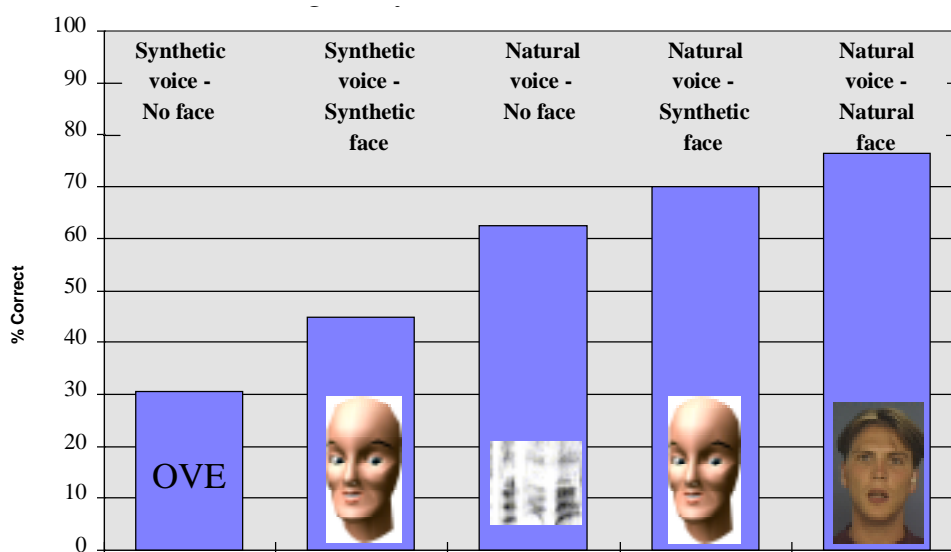 100
90
80
70
60
50
40
30
20
10
0
% Correct
Synthetic
voice -
No face
Synthetic
voice -
Synthetic
face
Natural
voice -
No face
Natural
voice -
Synthetic
face
Natural
voice -
Natural
face
OVE